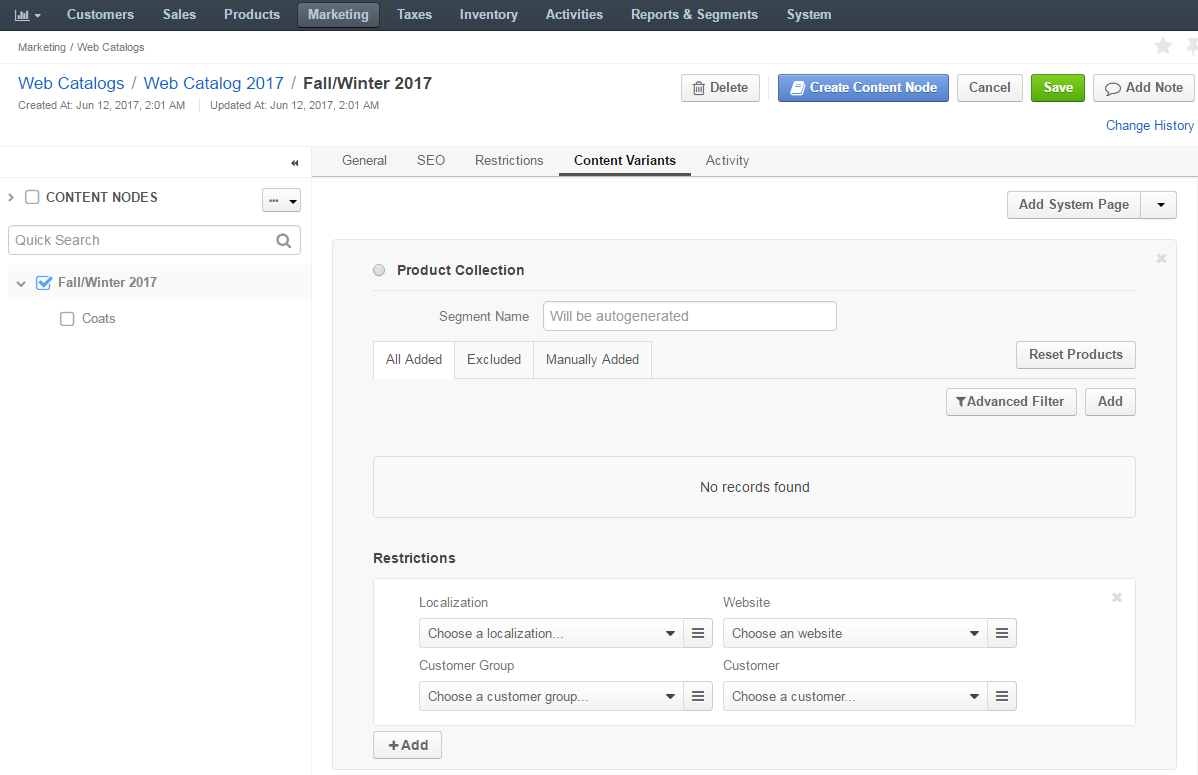 Customers Sales Products Marketing Taxes Inventory Activities Reports & Segments System
Marketing / Web Catalogs
Web Catalogs / Web Catalog 2017 / Fall/Winter 2017
Delete Create Content Node Cancel Save Add Note
Created At: Jun 12, 2017, 2:01 AM Updated At: Jun 12, 2017, 2:01 AM
Change History
General SEO Restrictions Content Variants Activity
CONTENT NODES
...
Add System Page
Quick Search
Fall/Winter 2017
Coats
Product Collection
Segment Name Will be autogenerated
All Added Excluded Manually Added Reset Products
Advanced Filter Add
No records found
Restrictions
Localization Website
Choose a localization... Choose an website
Customer Group Customer
Choose a customer group... Choose a customer...
+Add